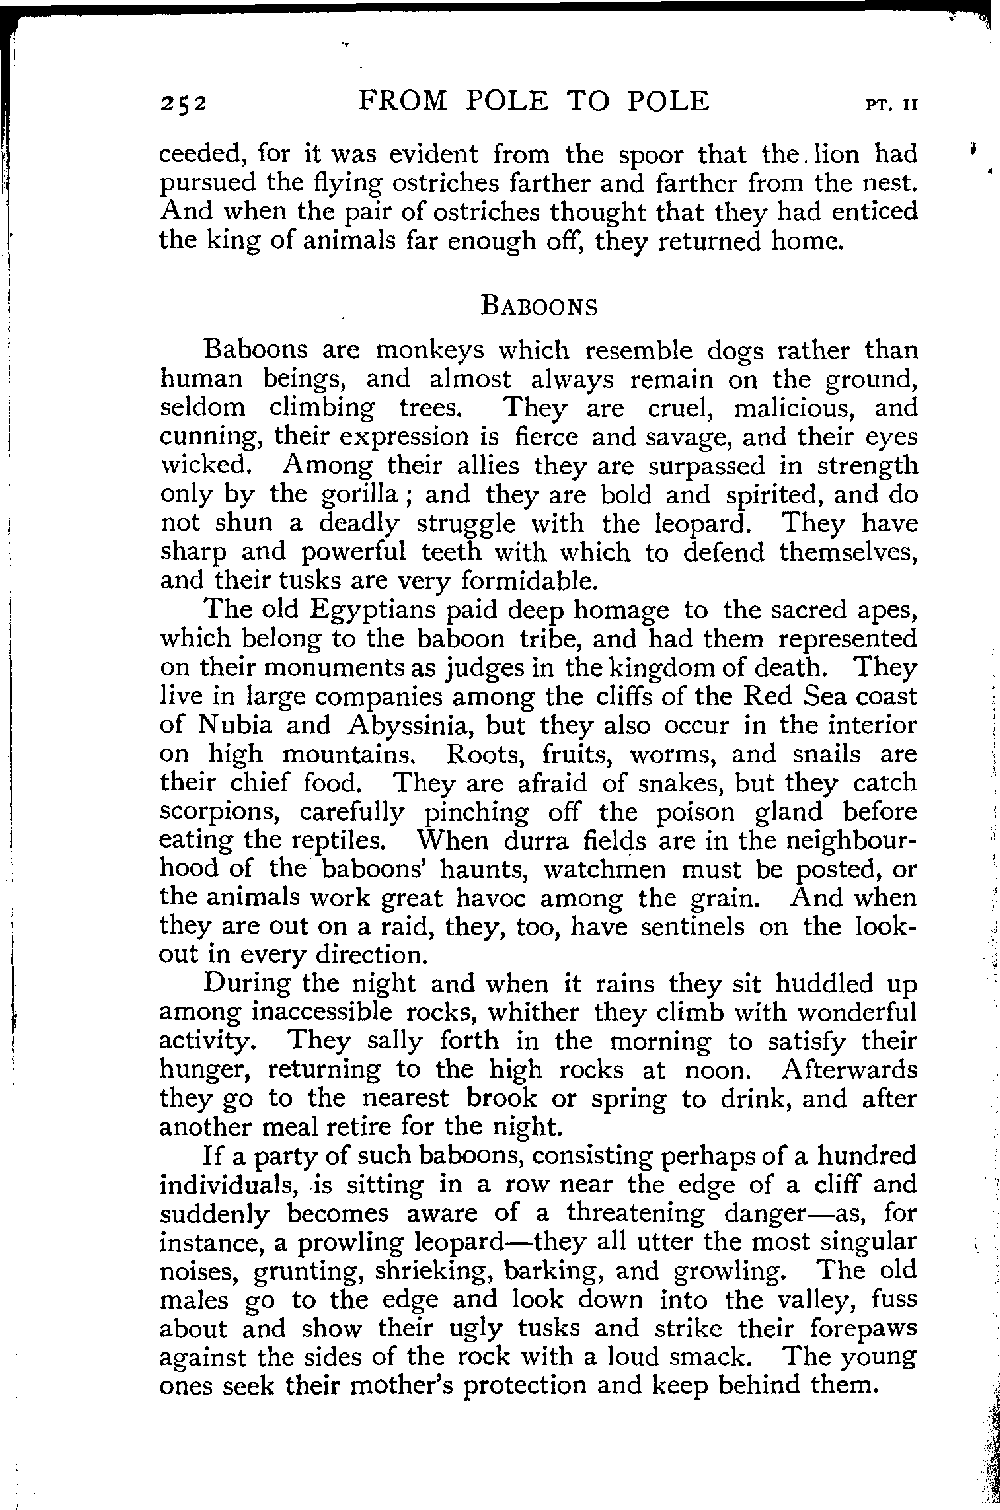 252 FROM POLE TO POLE PT. II
ceeded, for it was evident from the spoor that the lion had
pursued the flying ostriches farther and farther from the nest.
And when the pair of ostriches thought that they had enticed
the king of animals far enough off, they returned home.
BABOONS
Baboons are monkeys which resemble dogs rather than
human beings, and almost always remain on the ground,
seldom climbing trees. They are cruel, malicious, and
cunning, their expression is fierce and savage, and their eyes
wicked. Among their allies they are surpassed in strength
only by the gorilla; and they are bold and spirited, and do
not shun a deadly struggle with the leopard. They have
sharp and powerful teeth with which to defend themselves,
and their tusks are very formidable.
The old Egyptians paid deep homage to the sacred apes,
which belong to the baboon tribe, and had them represented
on their monuments as judges in the kingdom of death. They
live in large companies among the cliffs of the Red Sea coast
of Nubia and Abyssinia, but they also occur in the interior
on high mountains. Roots, fruits, worms, and snails are
their chief food. They are afraid of snakes, but they catch
scorpions, carefully pinching off the poison gland before
eating the reptiles. When durra fields are in the neighbour-
hood of the baboons' haunts, watchmen must be posted, or
the animals work great havoc among the grain. And when
they are out on a raid, they, too, have sentinels on the look-
out in every direction.
During the night and when it rains they sit huddled up
among inaccessible rocks, whither they climb with wonderful
activity. They sally forth in the morning to satisfy their
hunger, returning to the high rocks at noon. Afterwards
they go to the nearest brook or spring to drink, and after
another meal retire for the night.
If a party of such baboons, consisting perhaps of a hundred
individuals, is sitting in a row near the edge of a cliff and
suddenly becomes aware of a threatening danger—as, for
instance, a prowling leopard—they all utter the most singular
noises, grunting, shrieking, barking, and growling. The old
males go to the edge and look down into the valley, fuss
about and show their ugly tusks and strike their forepaws
against the sides of the rock with a loud smack. The young
ones seek their mother's protection and keep behind them.